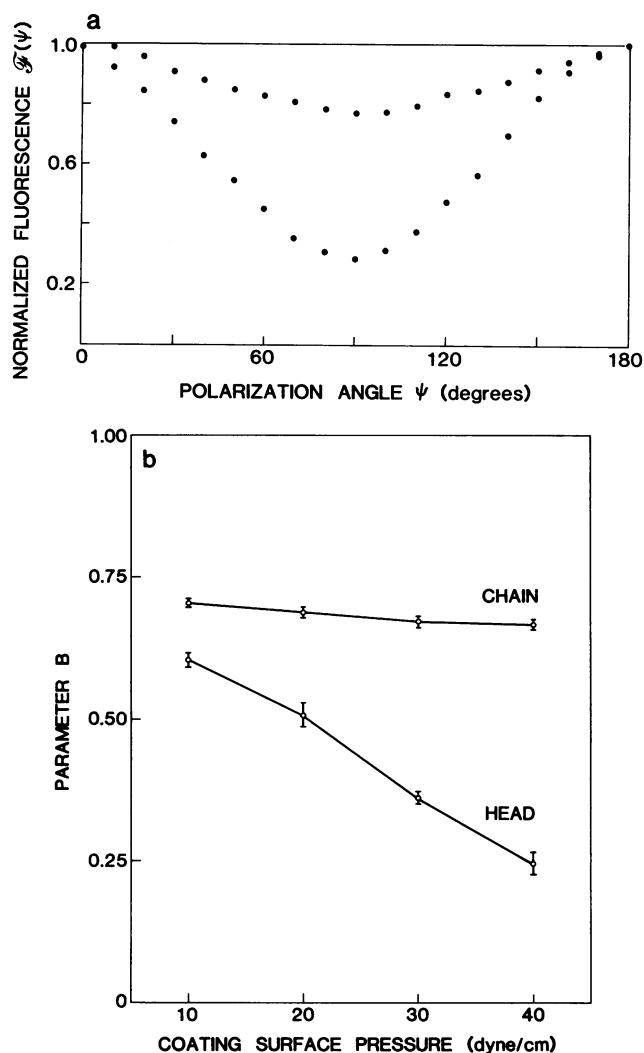 a
NORMALIZED FLUORESCENCE ℱ(ψ)
1.0
0.6
0.2
0
60
120
180
POLARIZATION ANGLE ψ (degrees)
b
PARAMETER B
1.00
0.75
0.50
0.25
0
CHAIN
HEAD
10
20
30
40
COATING SURFACE PRESSURE (dyne/cm)